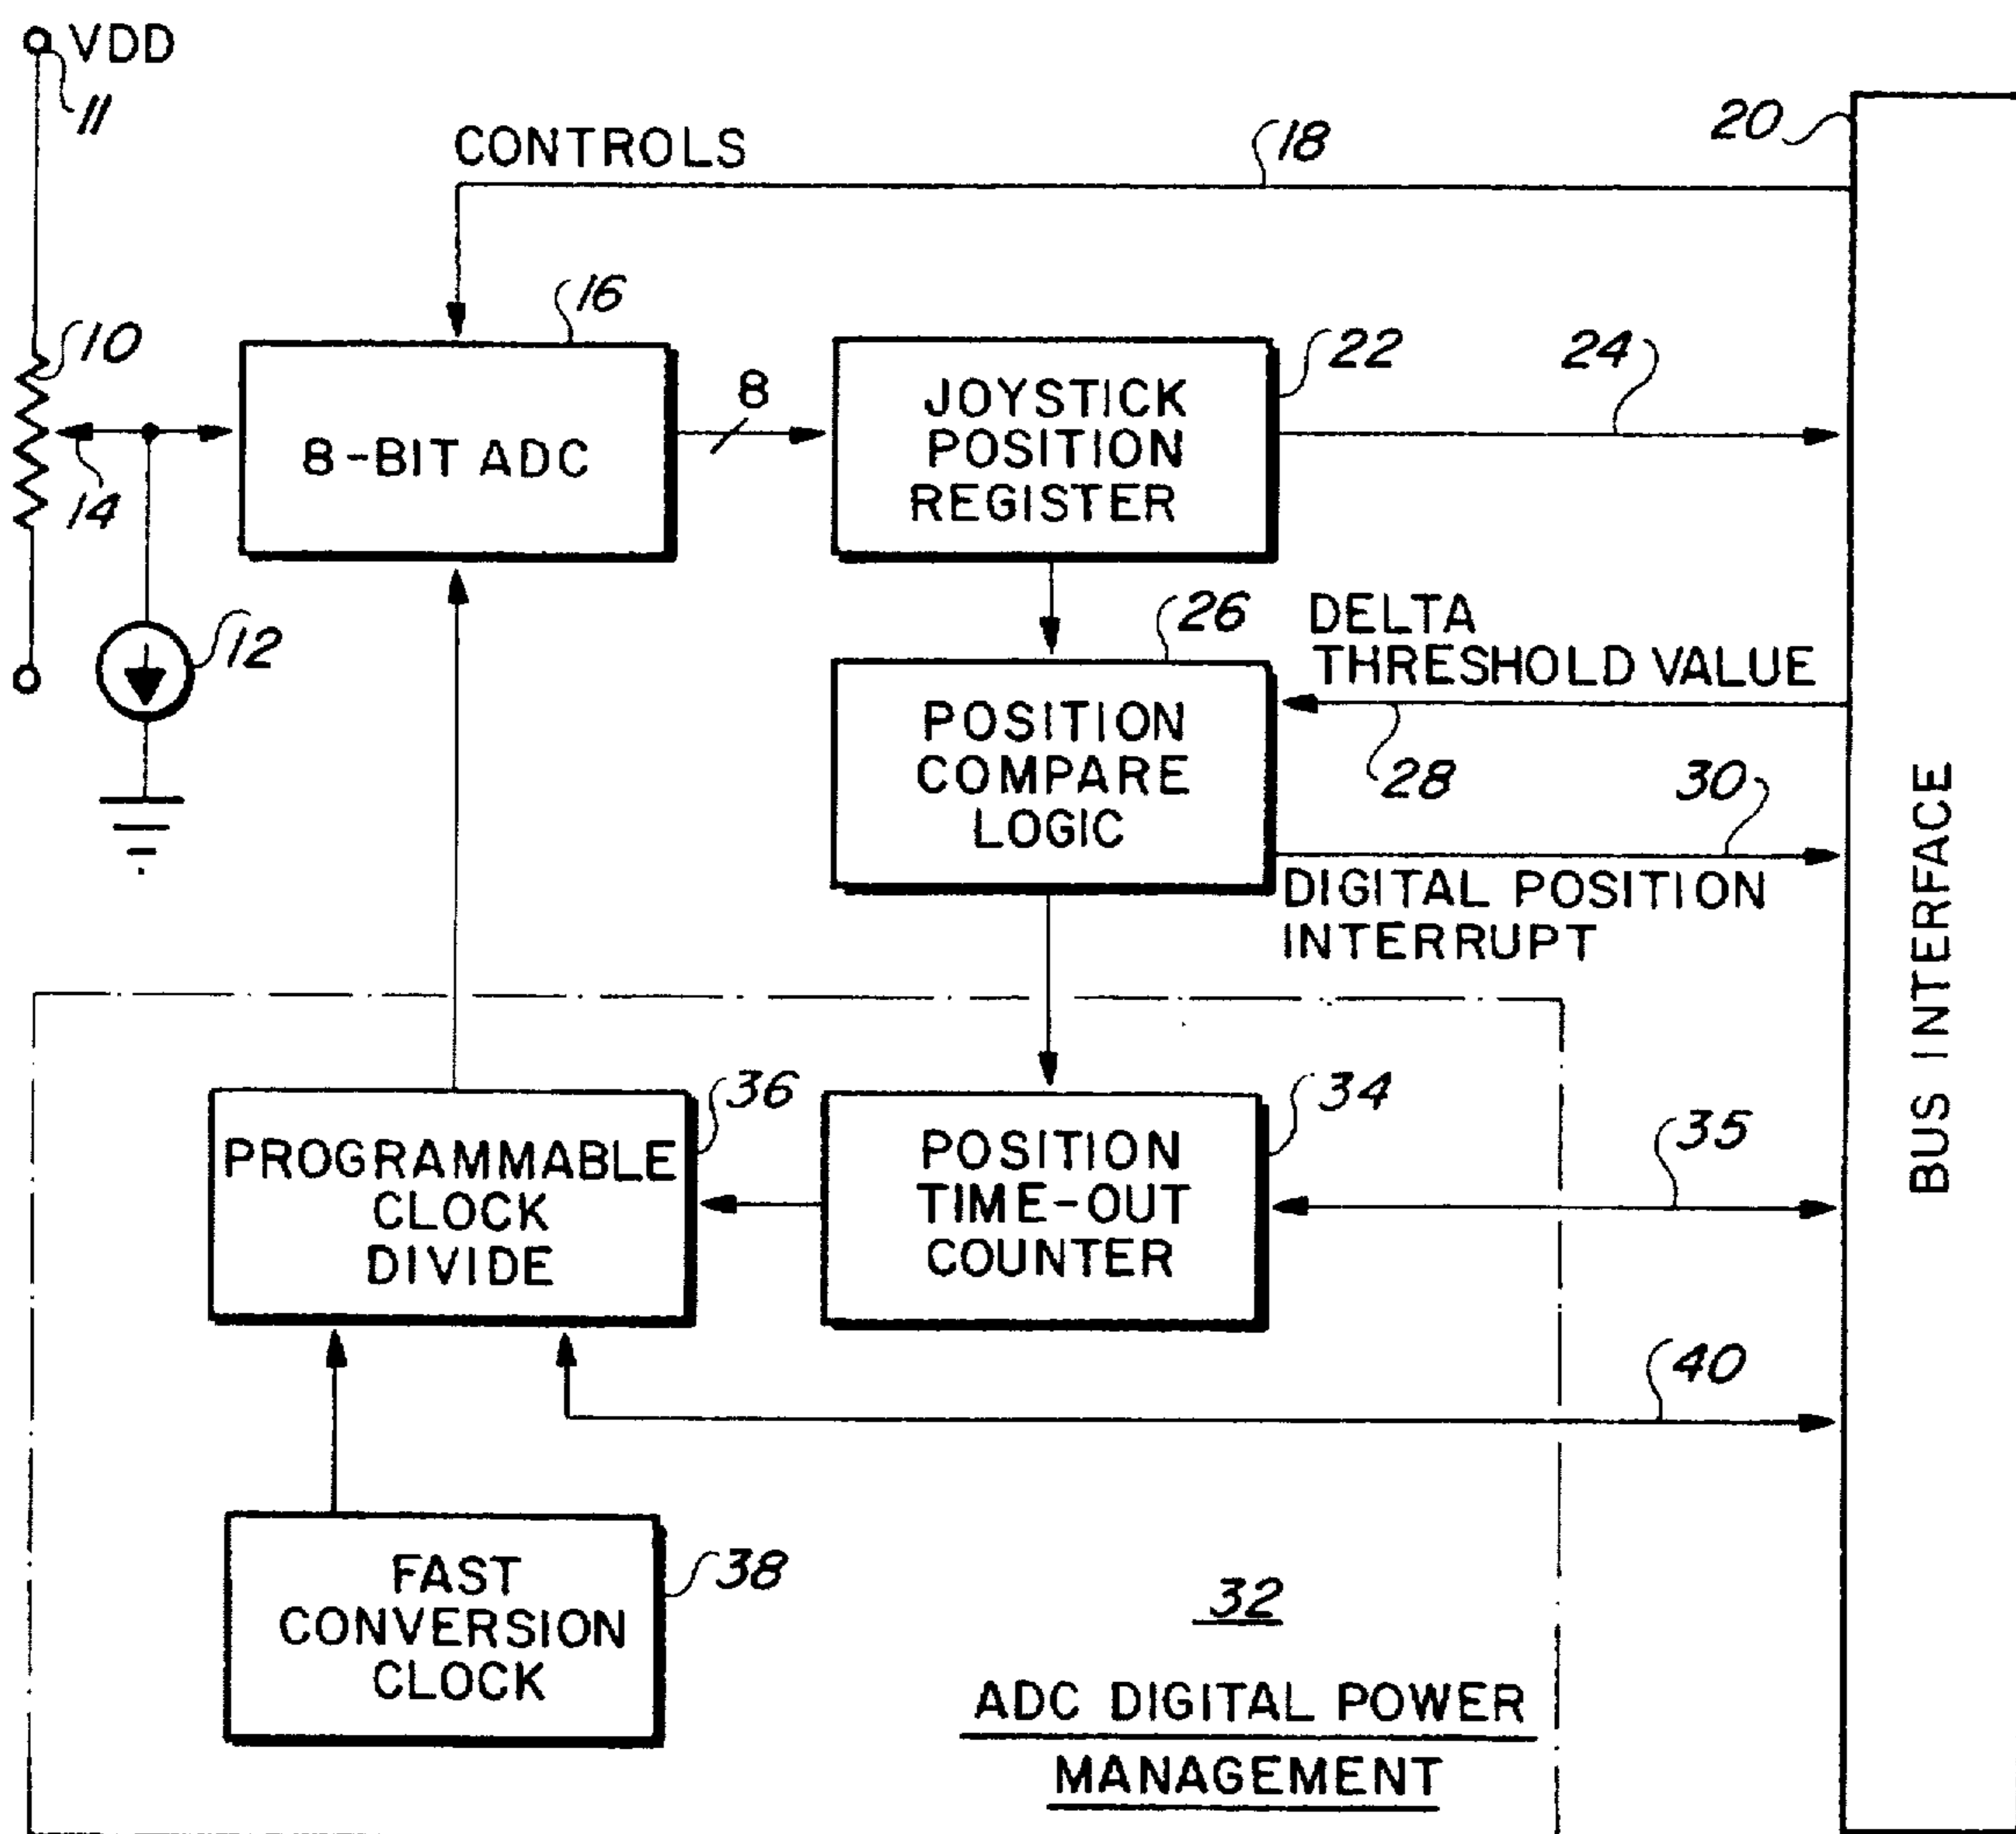 VDD
11
CONTROLS
18
20
10
14
12
16
8-BIT ADC
8
22
JOYSTICK
POSITION
REGISTER
24
26
POSITION
COMPARE
LOGIC
DELTA
THRESHOLD VALUE
28
30
DIGITAL POSITION
INTERRUPT
BUS INTERFACE
36
PROGRAMMABLE
CLOCK
DIVIDE
34
POSITION
TIME-OUT
COUNTER
35
40
38
FAST
CONVERSION
CLOCK
32
ADC DIGITAL POWER
MANAGEMENT